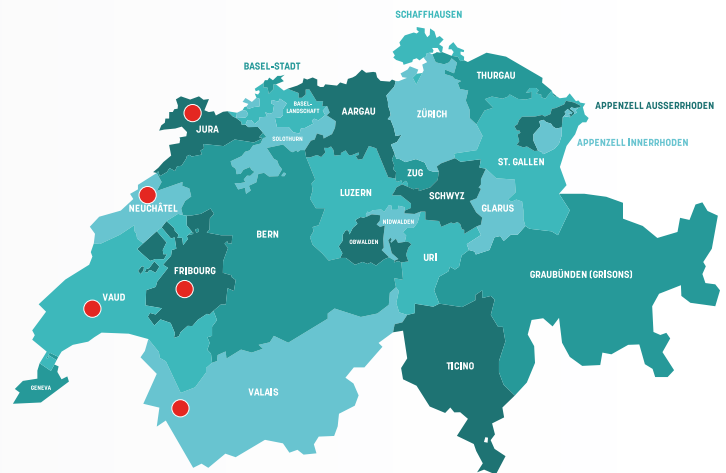 SCHAFFHAUSEN
BASEL-STADT
THURGAU
BASEL-
LANDSCHAFT
AARGAU
ZÜRICH
APPENZELL AUSSERRHODEN
JURA
SOLOTHURN
APPENZELL INNERRHODEN
ST. GALLEN
ZUG
LUZERN
SCHWYZ
NEUCHÂTEL
GLARUS
NIDWALDEN
BERN
OBWALDEN
URI
FRIBOURG
GRAUBÜNDEN (GRISONS)
VAUD
TICINO
GENEVA
VALAIS